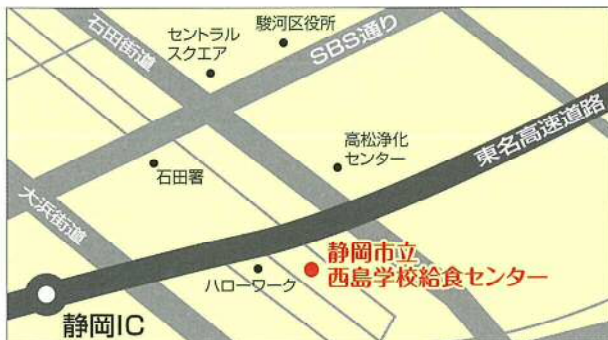 石田街道
セントラル
スクエア
駿河区役所
SBS通り
高松浄化
センター
東名高速道路
石田署
大浜街道
ハローワーク
静岡市立
西島学校給食センター
静岡IC